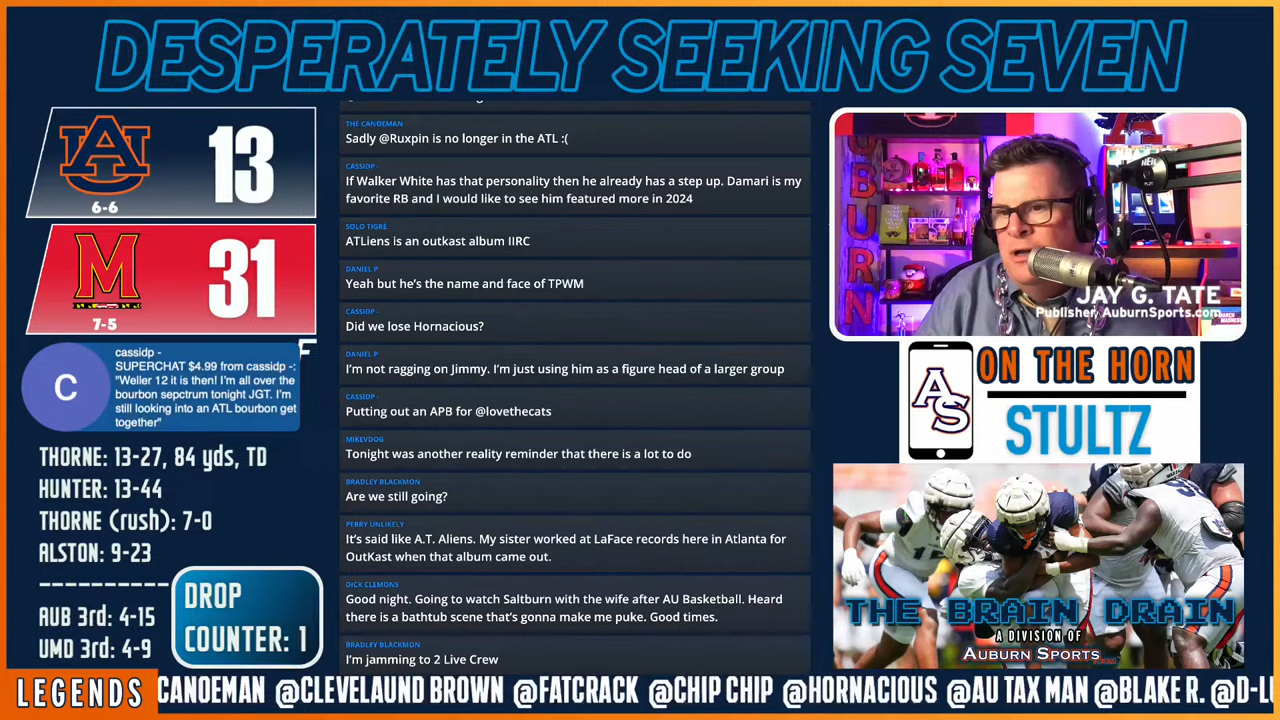 DESPERATELY SEEKING SEVEN
13
6-6
31
7-5
C
cassidp -
SUPERCHAT $4.99 from cassidp -:
"Weller 12 it is then! I'm all over the
bourbon sepctrum tonight JGT. I'm
still looking into an ATL bourbon get
together"
THORNE: 13-27, 84 yds, TD
HUNTER: 13-44
THORNE (rush): 7-0
ALSTON: 9-23
----------
AUB 3rd: 4-15
UMD 3rd: 4-9
DROP
COUNTER: 1
THE CANOEMAN
Sadly @Ruxpin is no longer in the ATL :(
CASSIDP -
If Walker White has that personality then he already has a step up. Damari is my
favorite RB and I would like to see him featured more in 2024
SOLO TIGRÉ
ATLiens is an outkast album IIRC
DANIEL P
Yeah but he's the name and face of TPWM
CASSIDP -
Did we lose Hornacious?
DANIEL P
I'm not ragging on Jimmy. I'm just using him as a figure head of a larger group
CASSIDP -
Putting out an APB for @lovethecats
MIKEVDOG
Tonight was another reality reminder that there is a lot to do
BRADLEY BLACKMON
Are we still going?
PERRY UNLIKELY
It's said like A.T. Aliens. My sister worked at LaFace records here in Atlanta for
OutKast when that album came out.
DICK CLEMONS
Good night. Going to watch Saltburn with the wife after AU Basketball. Heard
there is a bathtub scene that's gonna make me puke. Good times.
BRADLEY BLACKMON
I'm jamming to 2 Live Crew
JAY G. TATE
Publisher, AuburnSports.com
AS
ON THE HORN
STULTZ
THE BRAIN DRAIN
A DIVISION OF
AUBURN SPORTS
LEGENDS
CANOEMAN @CLEVELAUND BROWN @FATCRACK @CHIP CHIP @HORNACIOUS @AU TAX MAN @BLAKE R. @D-LU